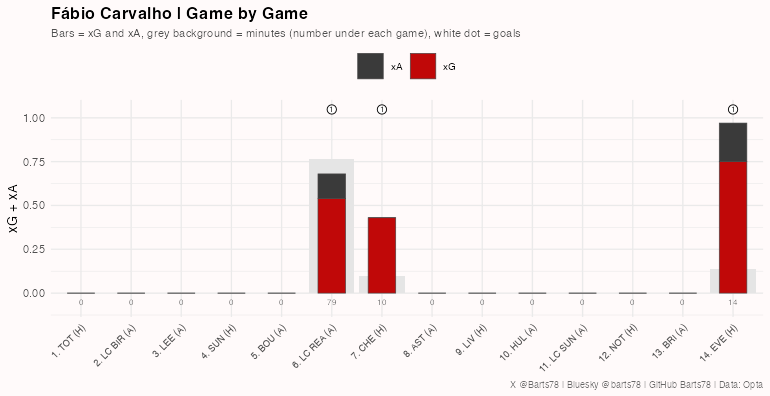 Fábio Carvalho | Game by Game
Bars = xG and xA, grey background = minutes (number under each game), white dot = goals
xA xG
1 1 1
1.00
0.75
0.50
0.25
0.00
xG + xA
0 0 0 0 0 79 10 0 0 0 0 0 0 14
1. TOT (H)
2. LC BIR (A)
3. LEE (A)
4. SUN (H)
5. BOU (A)
6. LC REA (A)
7. CHE (H)
8. AST (A)
9. LIV (H)
10. HUL (A)
11. LC SUN (A)
12. NOT (H)
13. BRI (A)
14. EVE (H)
X @Barts78 | Bluesky @barts78 | GitHub Barts78 | Data: Opta